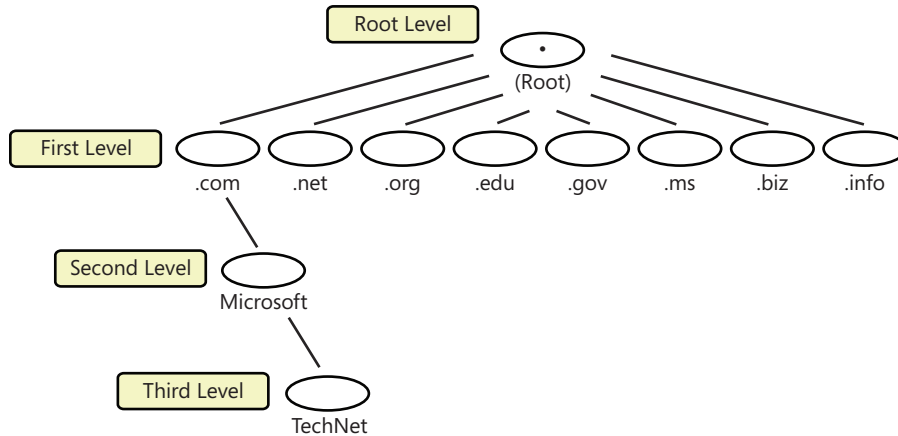 Root Level
.
(Root)
First Level
.com .net .org .edu .gov .ms .biz .info
Second Level
Microsoft
Third Level
TechNet